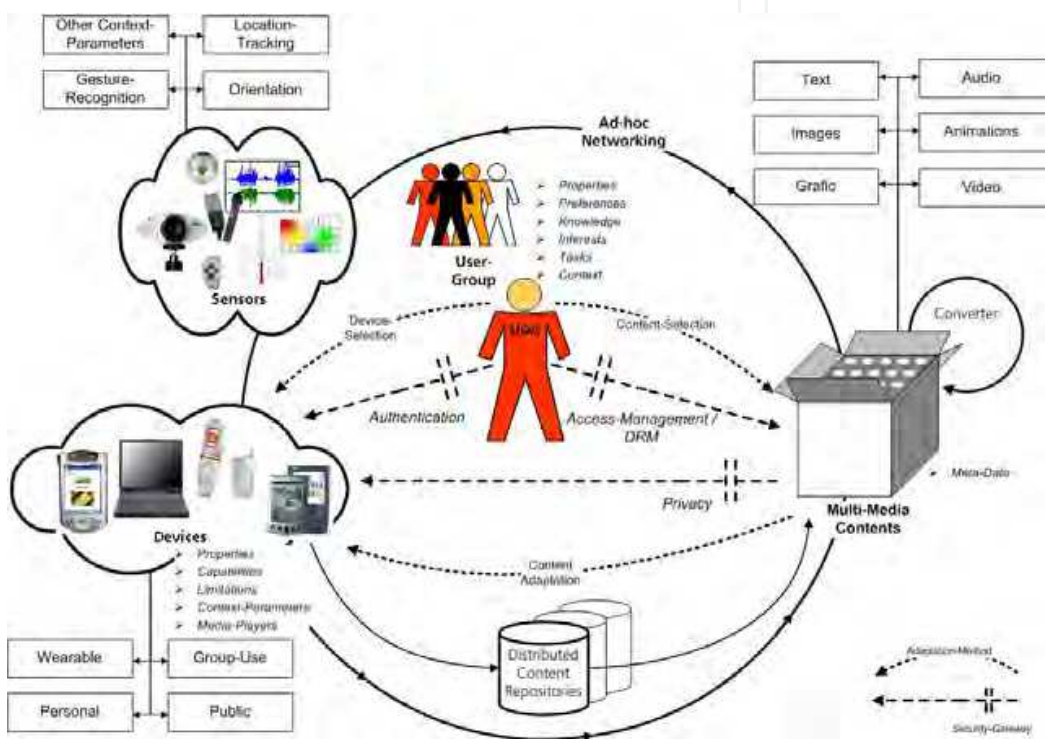 Other Context-
Parameters
Location-
Tracking
Gesture-
Recognition
Orientation
Sensors
Ad-hoc
Networking
Properties
Preferences
Knowledge
Interests
Tasks
Context
User-
Group
User
Device-
Selection
Content-Selection
Text
Audio
Images
Animations
Grafic
Video
Converter
Authentication
Access-Management /
DRM
Privacy
Meta-Data
Multi-Media
Contents
Content
Adaptation
Devices
Properties
Capabilities
Limitations
Context-Parameters
Media-Players
Wearable
Group-Use
Personal
Public
Distributed
Content
Repositories
Adaption-Method
Security-Gateway